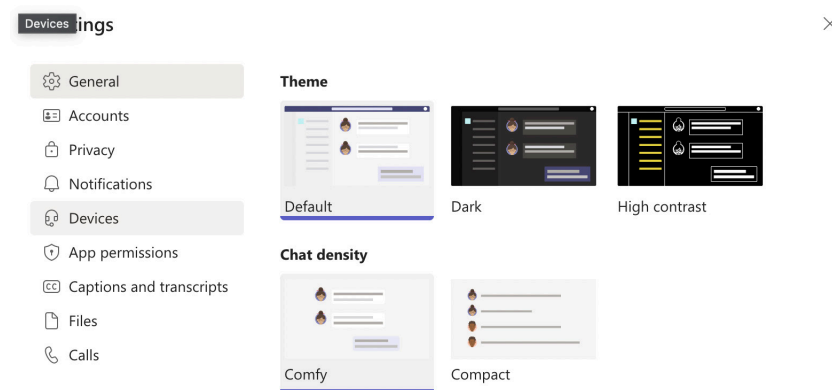 Devices
ings
General
Accounts
Privacy
Notifications
Devices
App permissions
CC Captions and transcripts
Files
Calls
Theme
Default
Dark
High contrast
Chat density
Comfy
Compact